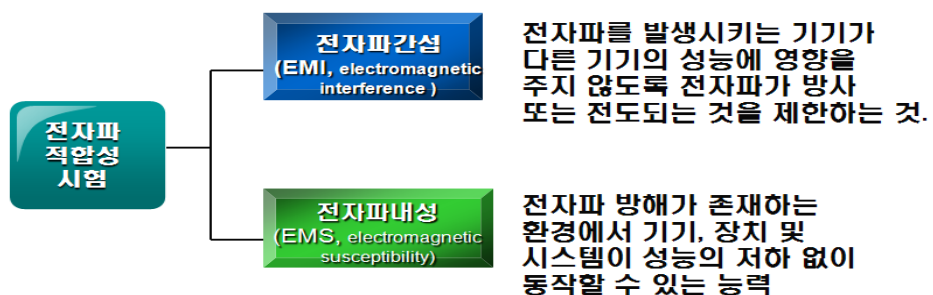 전자파
적합성
시험
전자파간섭
(EMI, electromagnetic
interference )
전자파를 발생시키는 기기가
다른 기기의 성능에 영향을
주지 않도록 전자파가 방사
또는 전도되는 것을 제한하는 것.
전자파내성
(EMS, electromagnetic
susceptibility)
전자파 방해가 존재하는
환경에서 기기, 장치 및
시스템이 성능의 저하 없이
동작할 수 있는 능력